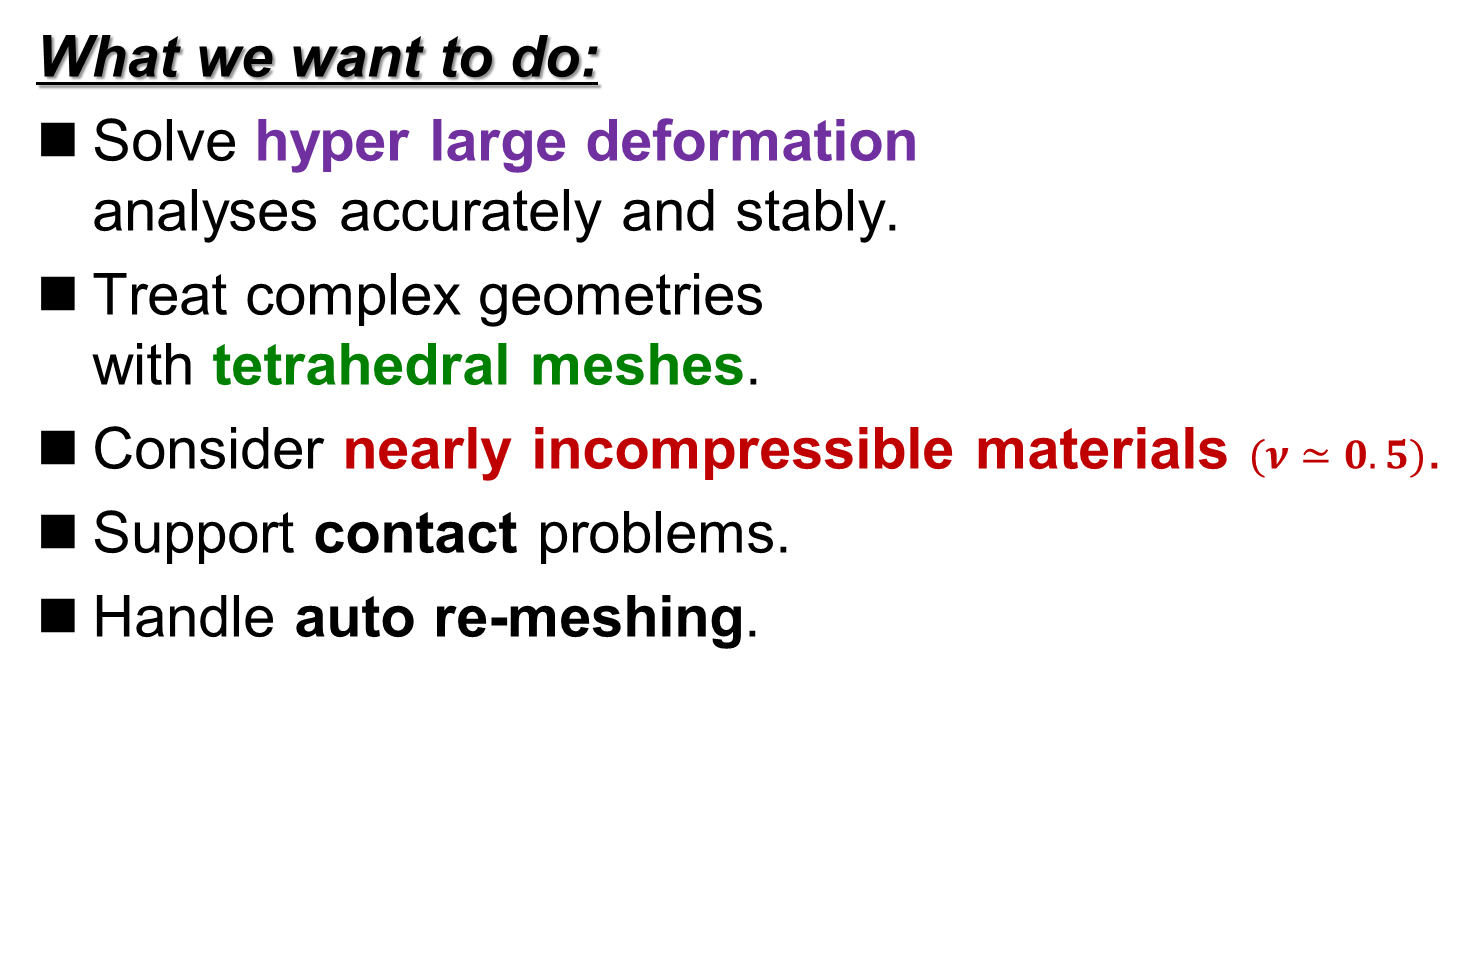 What we want to do:
■ Solve hyper large deformation
analyses accurately and stably.
■ Treat complex geometries
with tetrahedral meshes.
■ Consider nearly incompressible materials (𝝂 ≃ 𝟎. 𝟓).
■ Support contact problems.
■ Handle auto re-meshing.